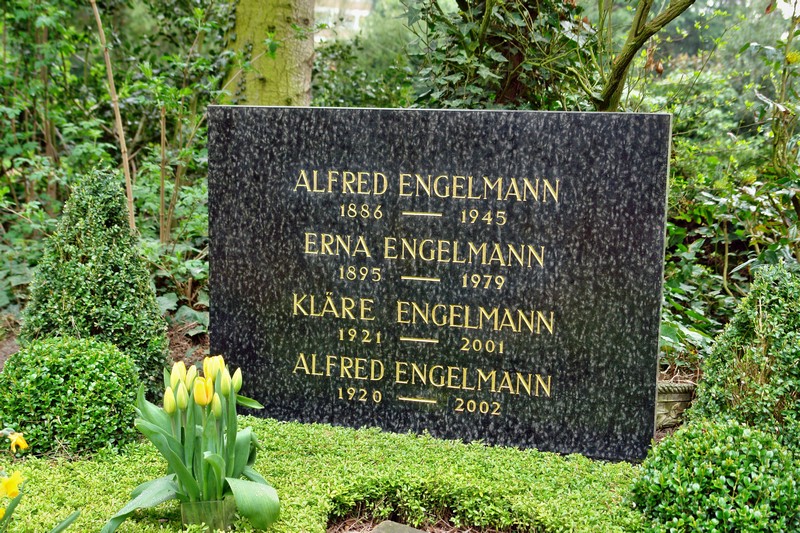 ALFRED ENGELMANN
1886 — 1945
ERNA ENGELMANN
1895 — 1979
KLÄRE ENGELMANN
1921 — 2001
ALFRED ENGELMANN
1920 — 2002